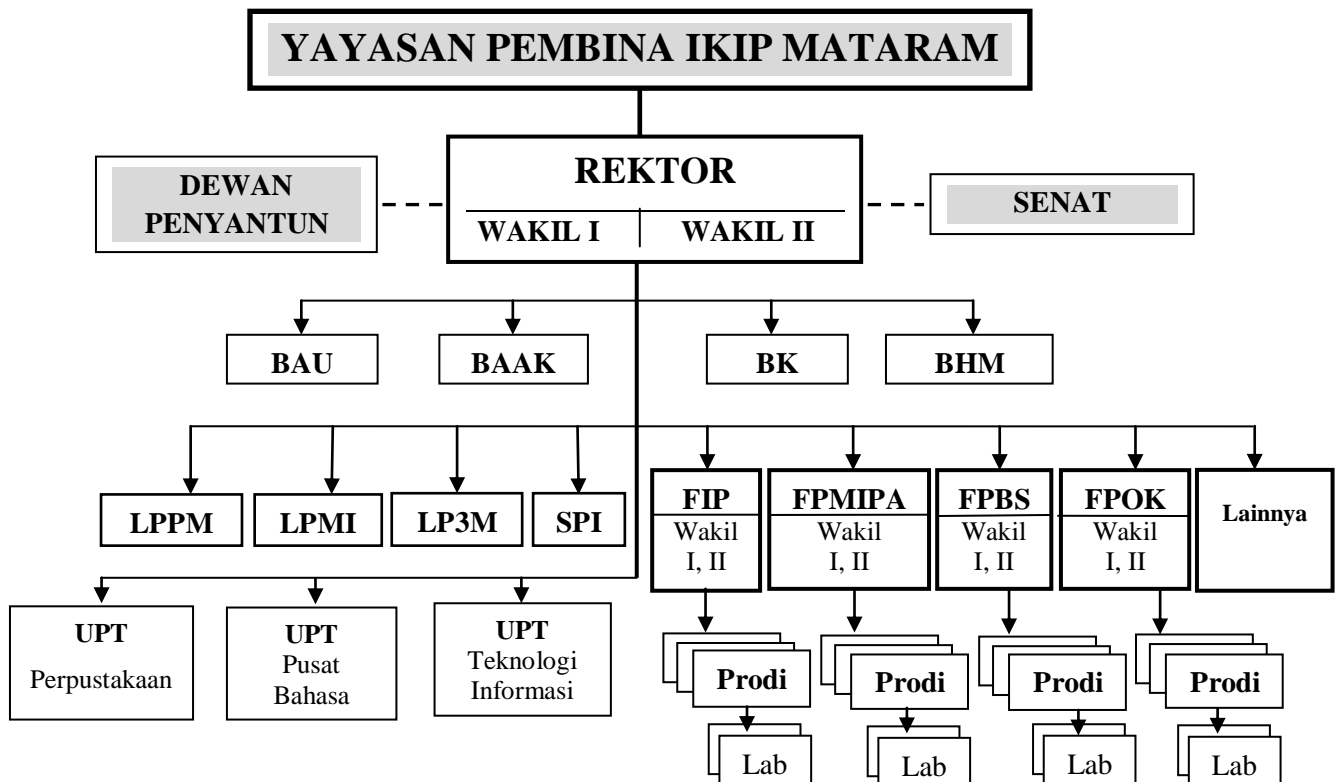 YAYASAN PEMBINA IKIP MATARAM
DEWAN
PENYANTUN
REKTOR
WAKIL I
WAKIL II
SENAT
BAU
BAAK
BK
BHM
LPPM
LPMI
LP3M
SPI
FIP
Wakil
I, II
FPMIPA
Wakil
I, II
FPBS
Wakil
I, II
FPOK
Wakil
I, II
Lainnya
UPT
Perpustakaan
UPT
Pusat
Bahasa
UPT
Teknologi
Informasi
Prodi
Prodi
Prodi
Prodi
Lab
Lab
Lab
Lab